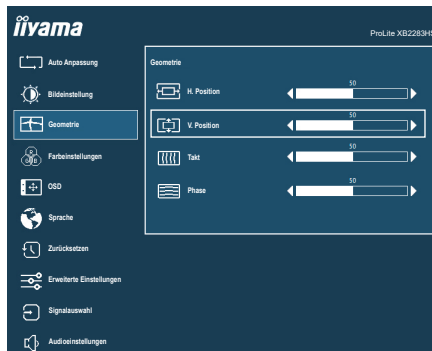 iiyama
ProLite XB2283HS
Auto Anpassung
Bildeinstellung
Geometrie
Farbeinstellungen
R
G B
OSD
Sprache
Zurücksetzen
Erweiterte Einstellungen
Signalauswahl
Audioeinstellungen
Geometrie
H. Position
50
V. Position
50
Takt
50
Phase
50